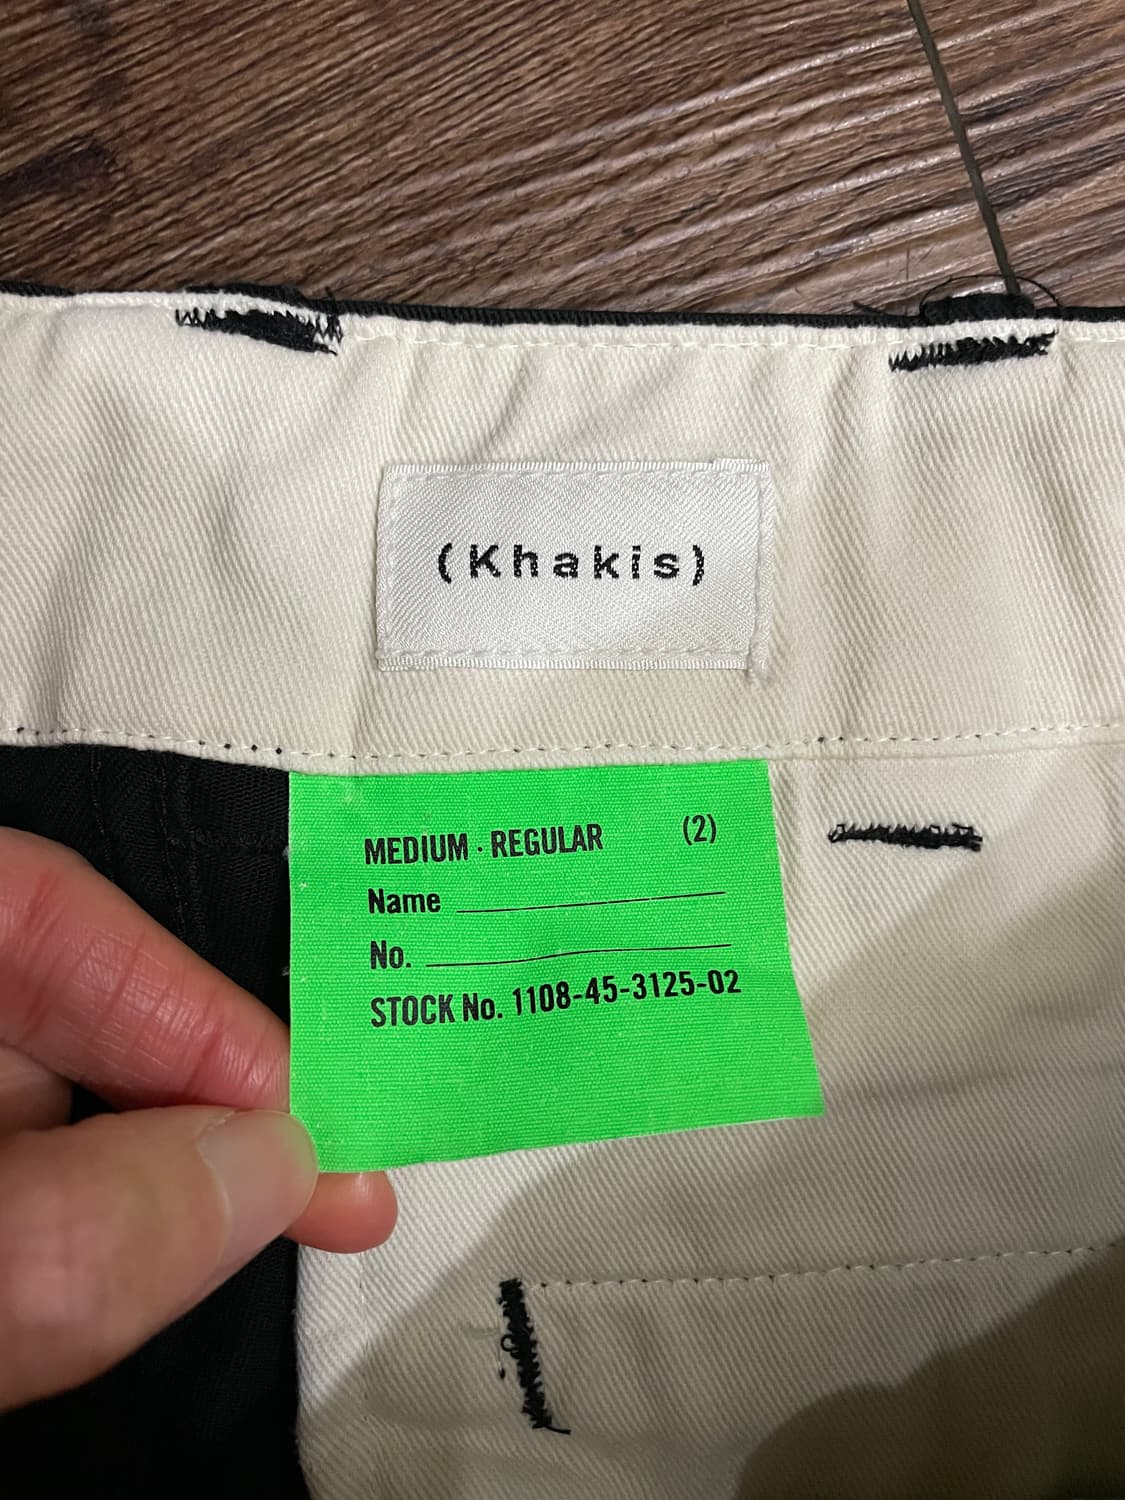 (Khakis)
MEDIUM · REGULAR (2)
Name
No.
STOCK No. 1108-45-3125-02